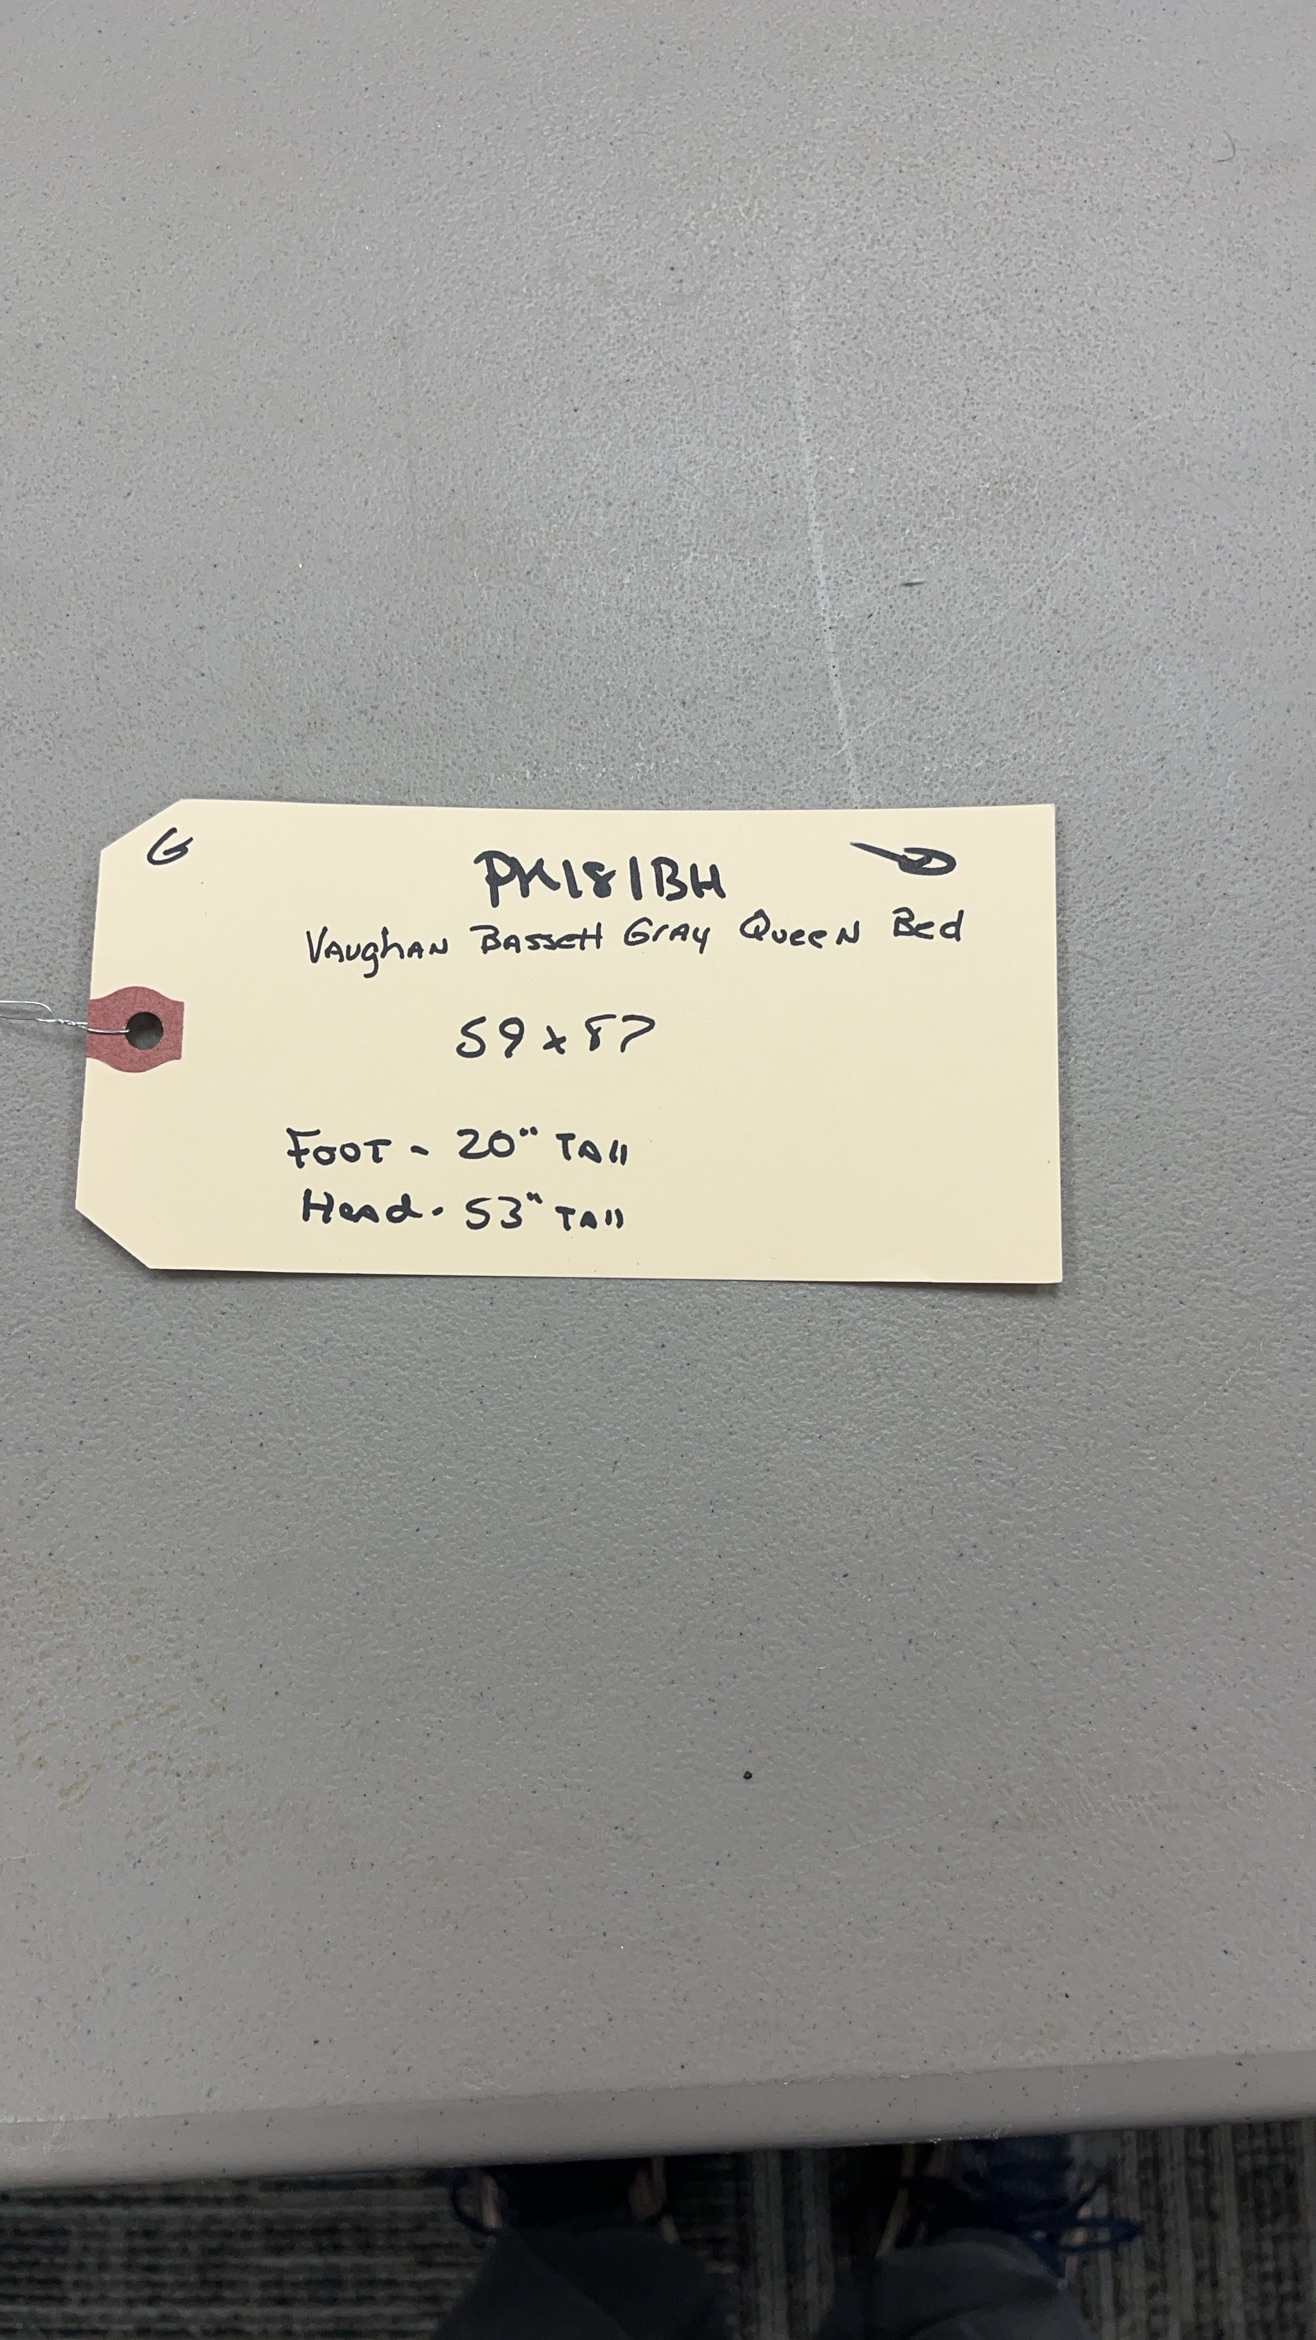 G
PK181BH
VAughAN BASSett GrAy QueeN Bed
59 x 87
FOOT - 20" TAll
HeAd - 53" TAll